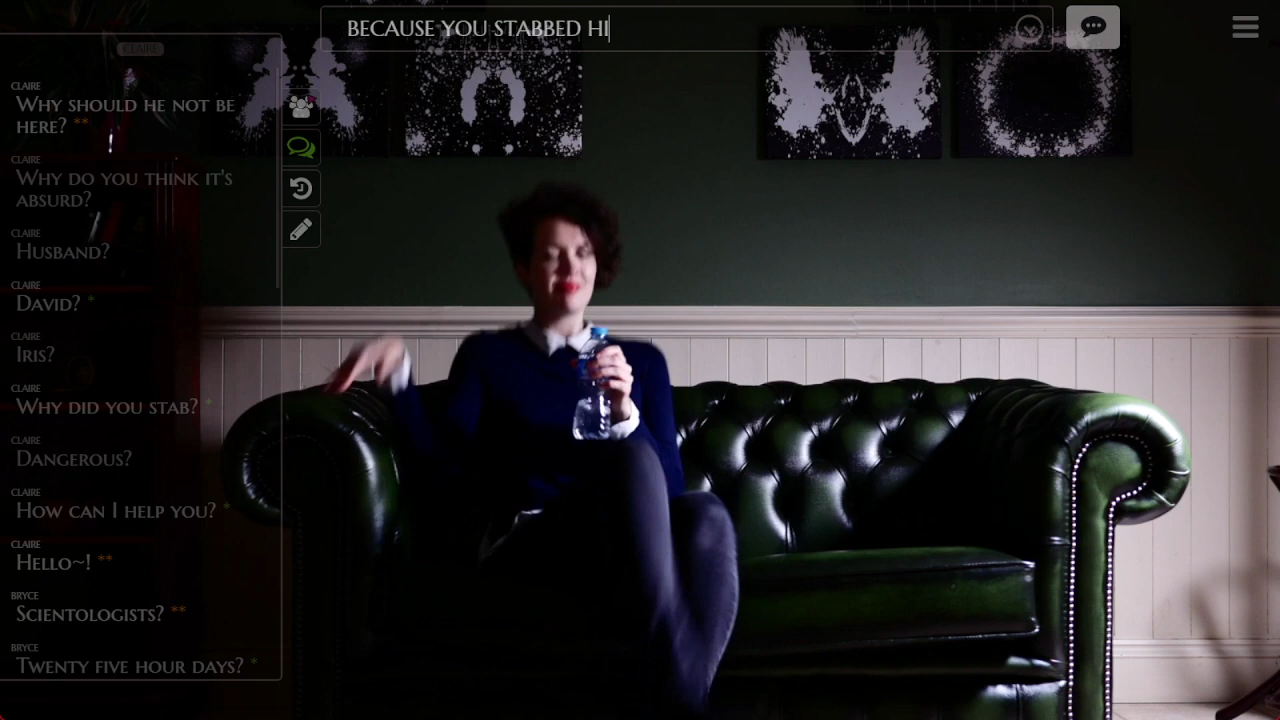 BECAUSE YOU STABBED HI
CLAIRE
CLAIRE
WHY SHOULD HE NOT BE
HERE? **
CLAIRE
WHY DO YOU THINK IT'S
ABSURD?
CLAIRE
HUSBAND?
CLAIRE
DAVID? *
CLAIRE
IRIS?
CLAIRE
WHY DID YOU STAB? *
CLAIRE
DANGEROUS?
CLAIRE
HOW CAN I HELP YOU? *
CLAIRE
HELLO~! **
BRYCE
SCIENTOLOGISTS? **
BRYCE
TWENTY FIVE HOUR DAYS? *